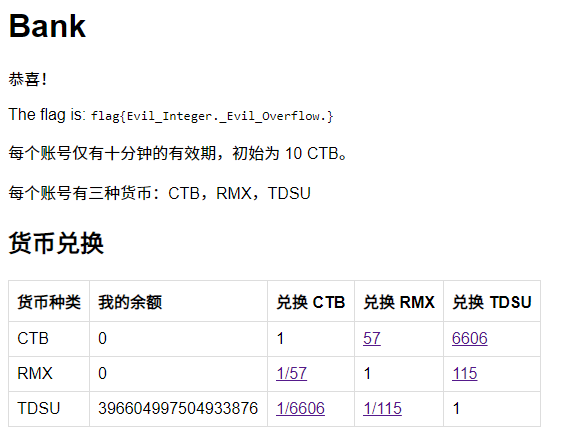 Bank
恭喜！
The flag is: flag{Evil_Integer._Evil_Overflow.}
每个账号仅有十分钟的有效期，初始为 10 CTB。
每个账号有三种货币：CTB，RMX，TDSU
货币兑换
货币种类 我的余额 兑换 CTB 兑换 RMX 兑换 TDSU
CTB 0 1 57 6606
RMX 0 1/57 1 115
TDSU 396604997504933876 1/6606 1/115 1